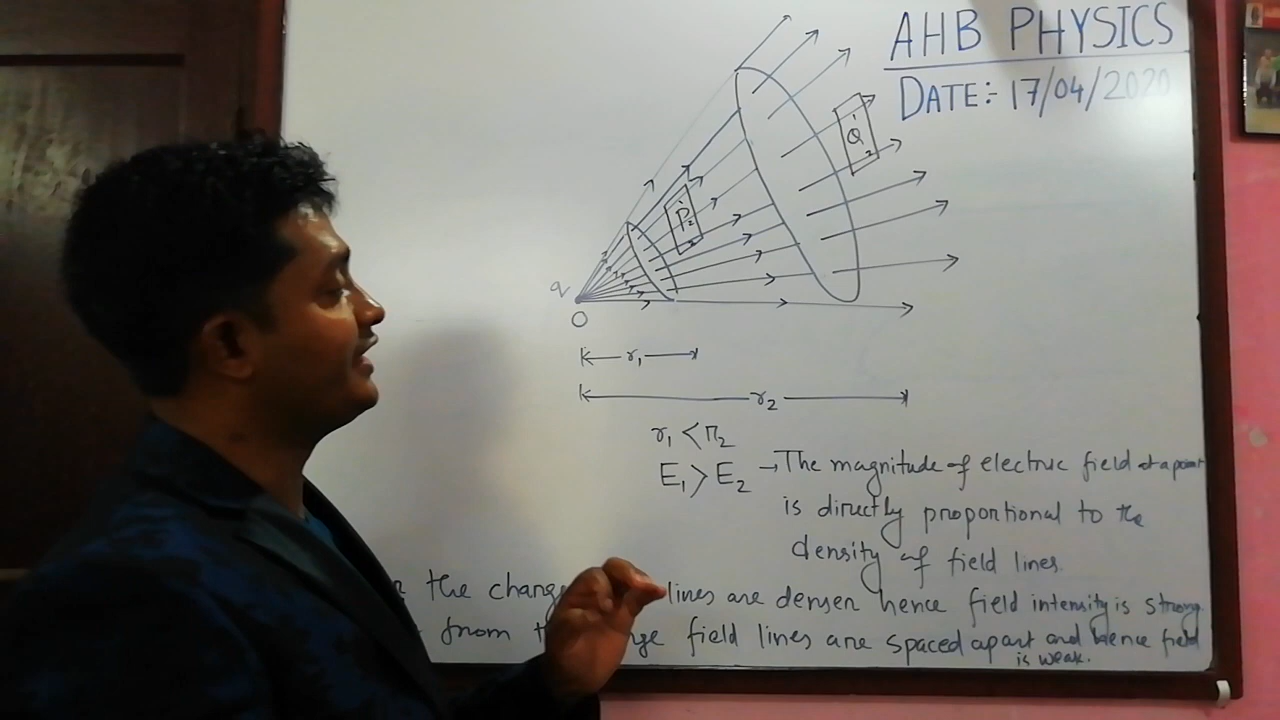 AHB PHYSICS
DATE:- 17/04/2020
Q
P
q
O
r₁
r₂
r₁ < r₂
E₁ > E₂ → The magnitude of electric field at a point
is directly proportional to the
density of field lines.
the charge lines are denser hence field intensity is strong
from field lines are spaced apart and hence field
is weak.